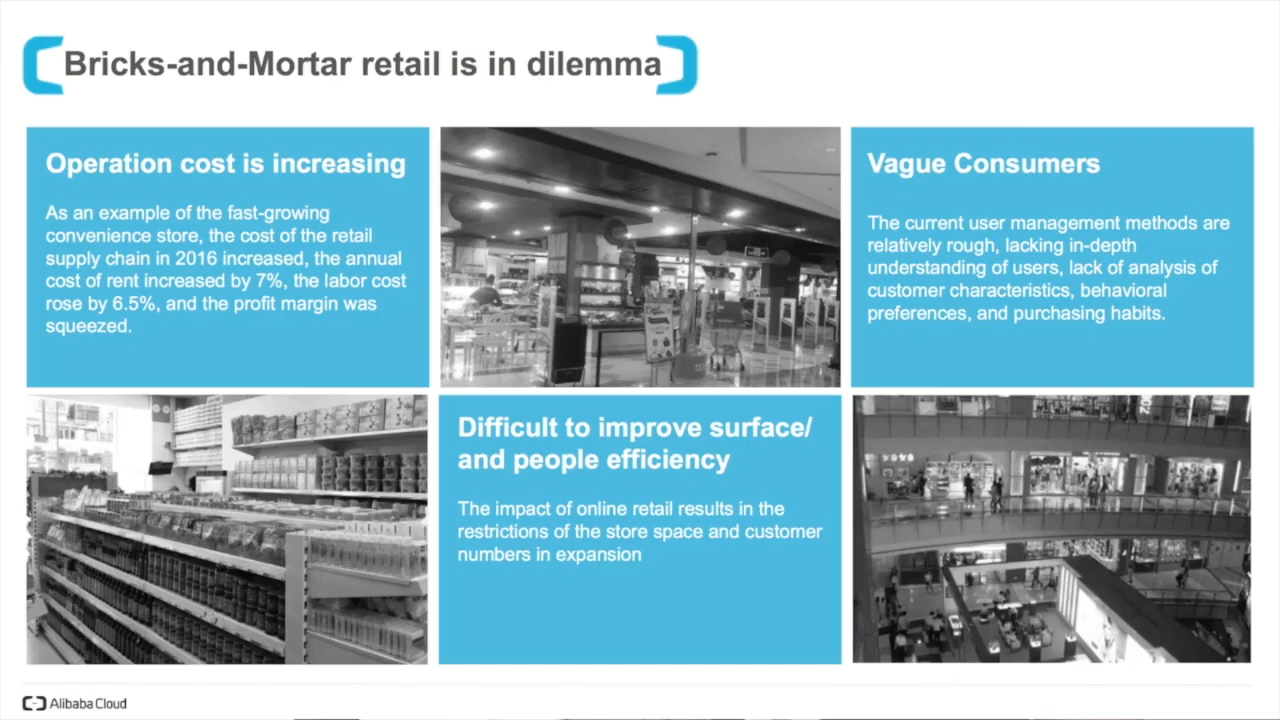 Bricks-and-Mortar retail is in dilemma
Operation cost is increasing
As an example of the fast-growing
convenience store, the cost of the retail
supply chain in 2016 increased, the annual
cost of rent increased by 7%, the labor cost
rose by 6.5%, and the profit margin was
squeezed.
Vague Consumers
The current user management methods are
relatively rough, lacking in-depth
understanding of users, lack of analysis of
customer characteristics, behavioral
preferences, and purchasing habits.
Difficult to improve surface/
and people efficiency
The impact of online retail results in the
restrictions of the store space and customer
numbers in expansion
Alibaba Cloud